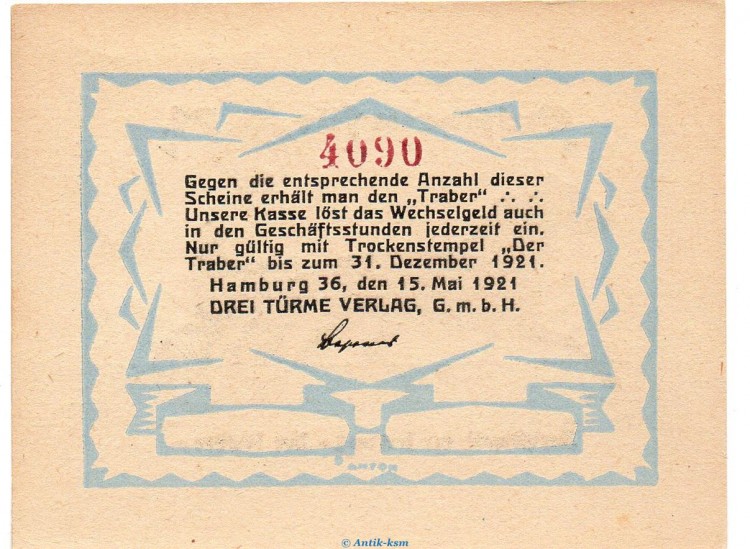 4090
Gegen die entsprechende Anzahl dieser
Scheine erhält man den „Traber“ ∴ ∴
Unsere Kasse löst das Wechselgeld auch
in den Geschäftsstunden jederzeit ein.
Nur gültig mit Trockenstempel „Der
Traber“ bis zum 31. Dezember 1921.
Hamburg 36, den 15. Mai 1921
DREI TÜRME VERLAG, G. m. b. H.
© Antik-ksm